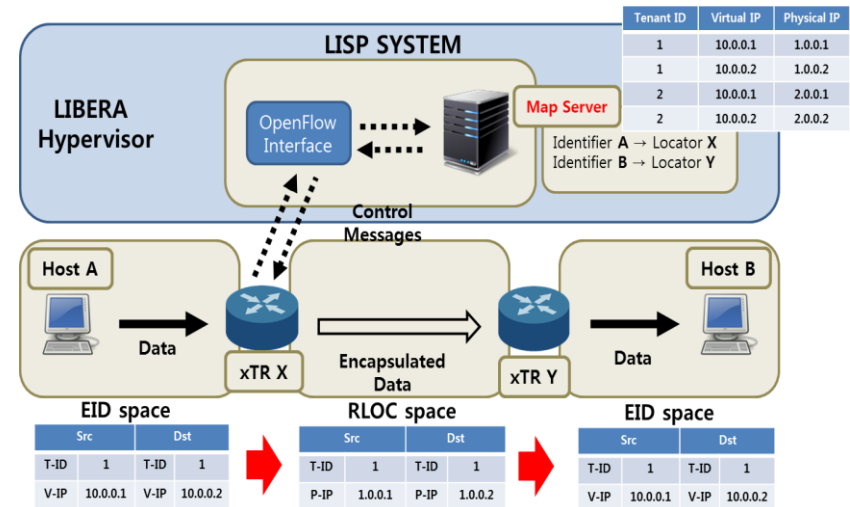 Tenant ID Virtual IP Physical IP
1 10.0.0.1 1.0.0.1
1 10.0.0.2 1.0.0.2
2 10.0.0.1 2.0.0.1
2 10.0.0.2 2.0.0.2
LISP SYSTEM
LIBERA
Hypervisor
OpenFlow
Interface
Map Server
Identifier A → Locator X
Identifier B → Locator Y
Control
Messages
Host A
Host B
Data
Encapsulated
Data
Data
xTR X
xTR Y
EID space
RLOC space
EID space
Src Dst
T-ID 1 T-ID 1
V-IP 10.0.0.1 V-IP 10.0.0.2
Src Dst
T-ID 1 T-ID 1
P-IP 1.0.0.1 P-IP 1.0.0.2
Src Dst
T-ID 1 T-ID 1
V-IP 10.0.0.1 V-IP 10.0.0.2